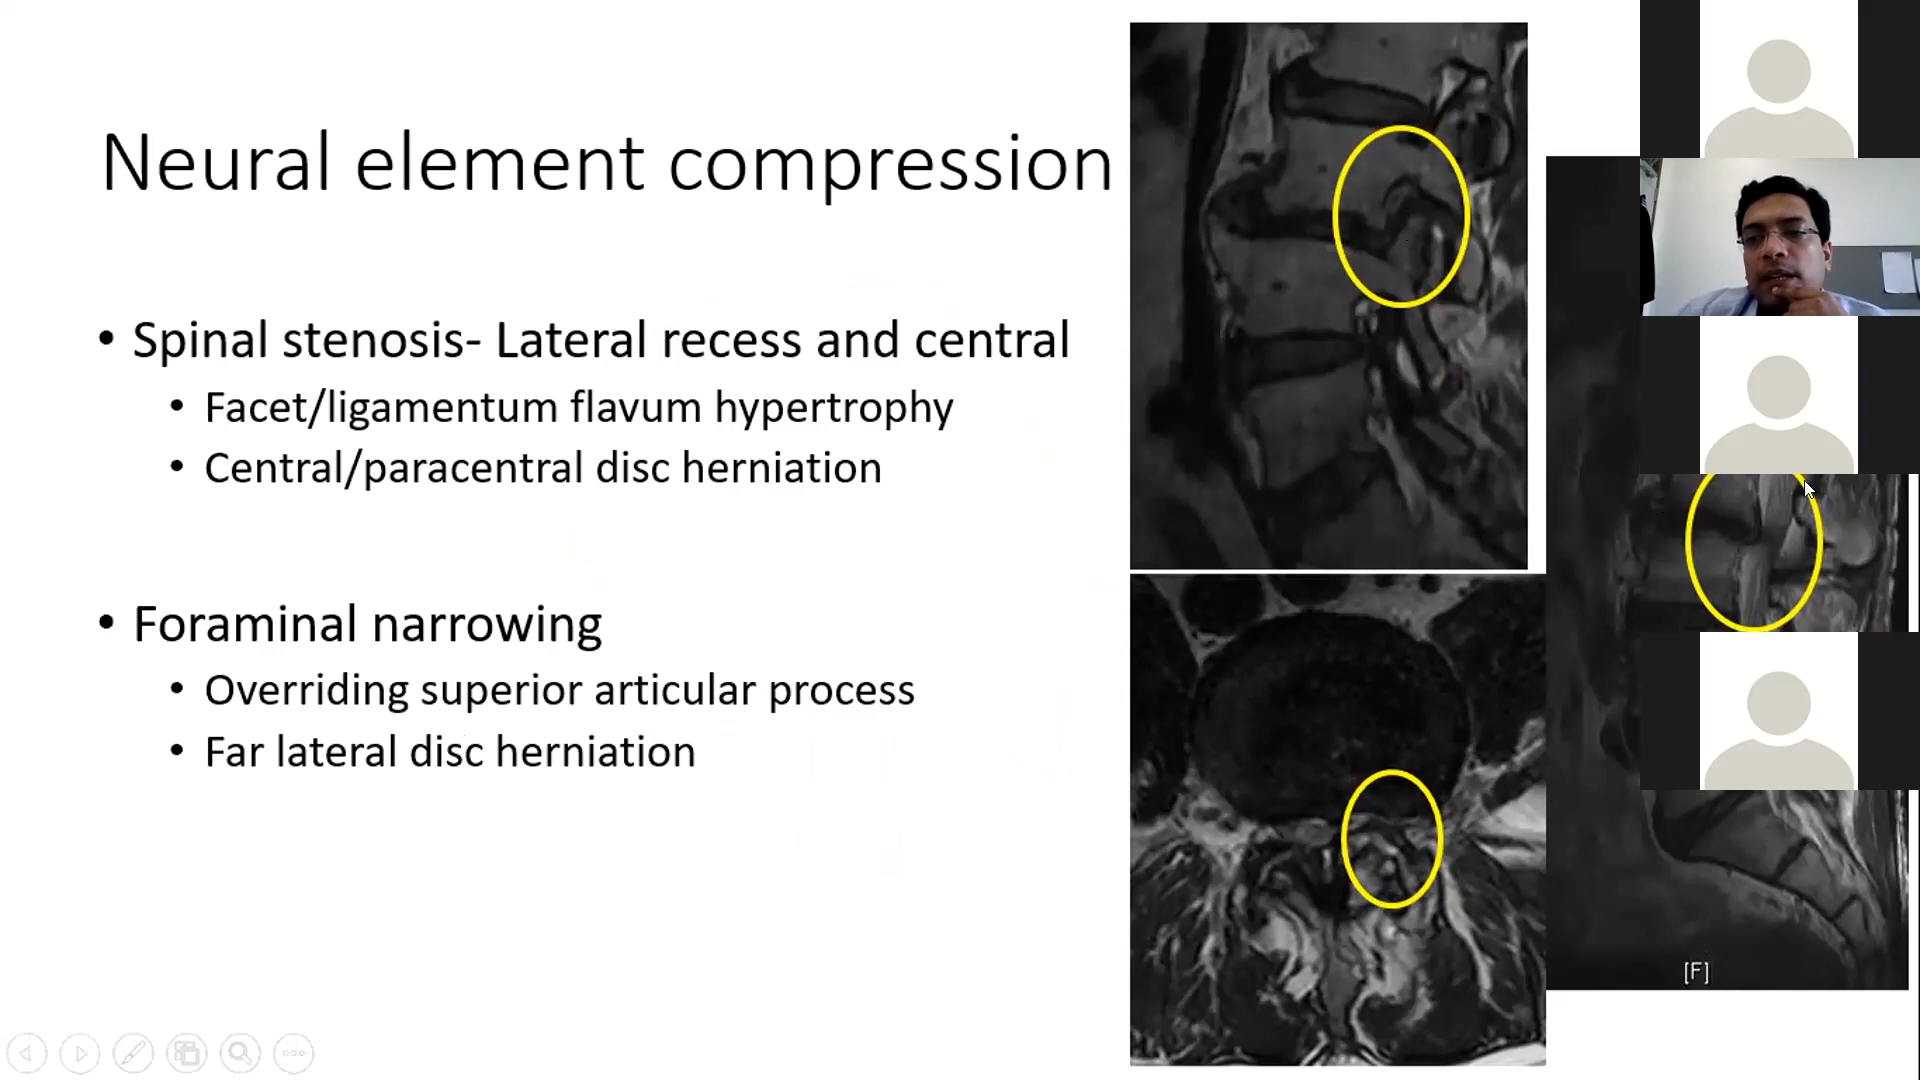 Neural element compression
• Spinal stenosis- Lateral recess and central
• Facet/ligamentum flavum hypertrophy
• Central/paracentral disc herniation
• Foraminal narrowing
• Overriding superior articular process
• Far lateral disc herniation
[F]